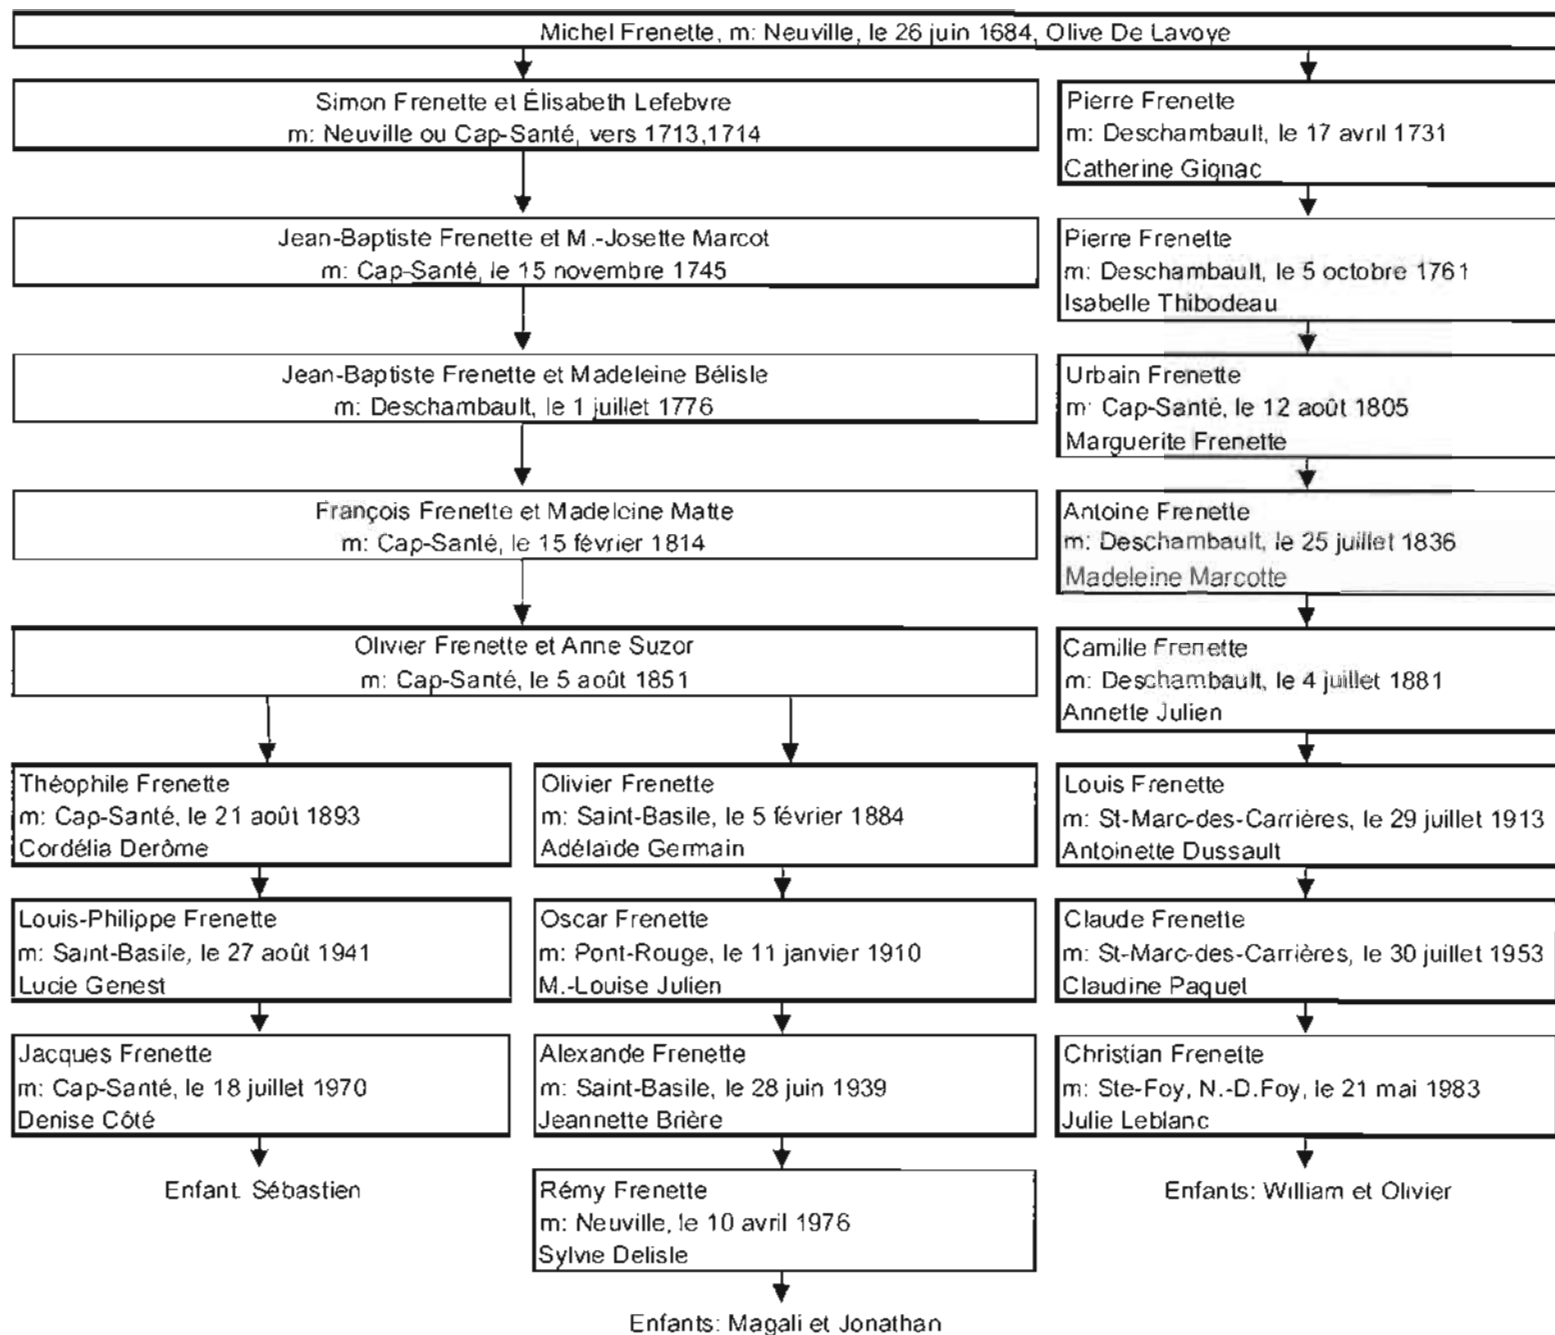 Michel Frenette, m: Neuville, le 26 juin 1684, Olive De Lavoye
Simon Frenette et Élisabeth Lefebvre
m: Neuville ou Cap-Santé, vers 1713,1714
Pierre Frenette
m: Deschambault, le 17 avril 1731
Catherine Gignac
Jean-Baptiste Frenette et M.-Josette Marcot
m: Cap-Santé, le 15 novembre 1745
Pierre Frenette
m: Deschambault, le 5 octobre 1761
Isabelle Thibodeau
Jean-Baptiste Frenette et Madeleine Bélisle
m: Deschambault, le 1 juillet 1776
Urbain Frenette
m: Cap-Santé, le 12 août 1805
Marguerite Frenette
François Frenette et Madeleine Matte
m: Cap-Santé, le 15 février 1814
Antoine Frenette
m: Deschambault, le 25 juillet 1836
Madeleine Marcotte
Olivier Frenette et Anne Suzor
m: Cap-Santé, le 5 août 1851
Camille Frenette
m: Deschambault, le 4 juillet 1881
Annette Julien
Théophile Frenette
m: Cap-Santé, le 21 août 1893
Cordélia Derôme
Olivier Frenette
m: Saint-Basile, le 5 février 1884
Adélaïde Germain
Louis Frenette
m: St-Marc-des-Carrières, le 29 juillet 1913
Antoinette Dussault
Louis-Philippe Frenette
m: Saint-Basile, le 27 août 1941
Lucie Genest
Oscar Frenette
m: Pont-Rouge, le 11 janvier 1910
M.-Louise Julien
Claude Frenette
m: St-Marc-des-Carrières, le 30 juillet 1953
Claudine Paquet
Jacques Frenette
m: Cap-Santé, le 18 juillet 1970
Denise Côté
Alexande Frenette
m: Saint-Basile, le 28 juin 1939
Jeannette Brière
Christian Frenette
m: Ste-Foy, N.-D.Foy, le 21 mai 1983
Julie Leblanc
Enfant: Sébastien
Rémy Frenette
m: Neuville, le 10 avril 1976
Sylvie Delisle
Enfants: William et Olivier
Enfants: Magali et Jonathan